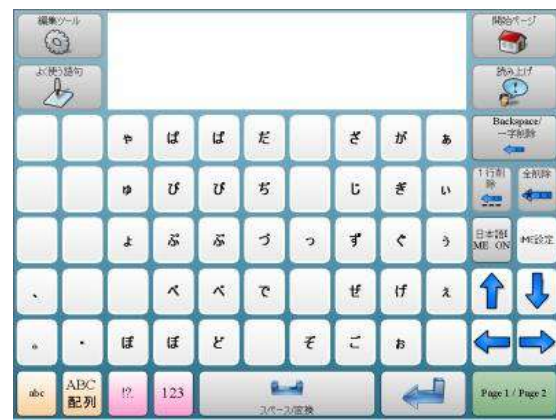 編集ツール
開始ページ
よく使う語句
読み上げ
ゃ ぱ ば だ ざ が ぁ
Backspace/
一字削除
ゅ ぴ び ぢ じ ぎ ぃ
1行削
除
全削除
ょ ぷ ぶ づ っ ず ぐ ぅ
日本語I
ME ON
IME設定
、 ぺ べ で ぜ げ ぇ
。 ・ ぽ ぼ ど ぞ ご ぉ
abc
ABC
配列
!?
123
スペース/変換
Page 1 / Page 2